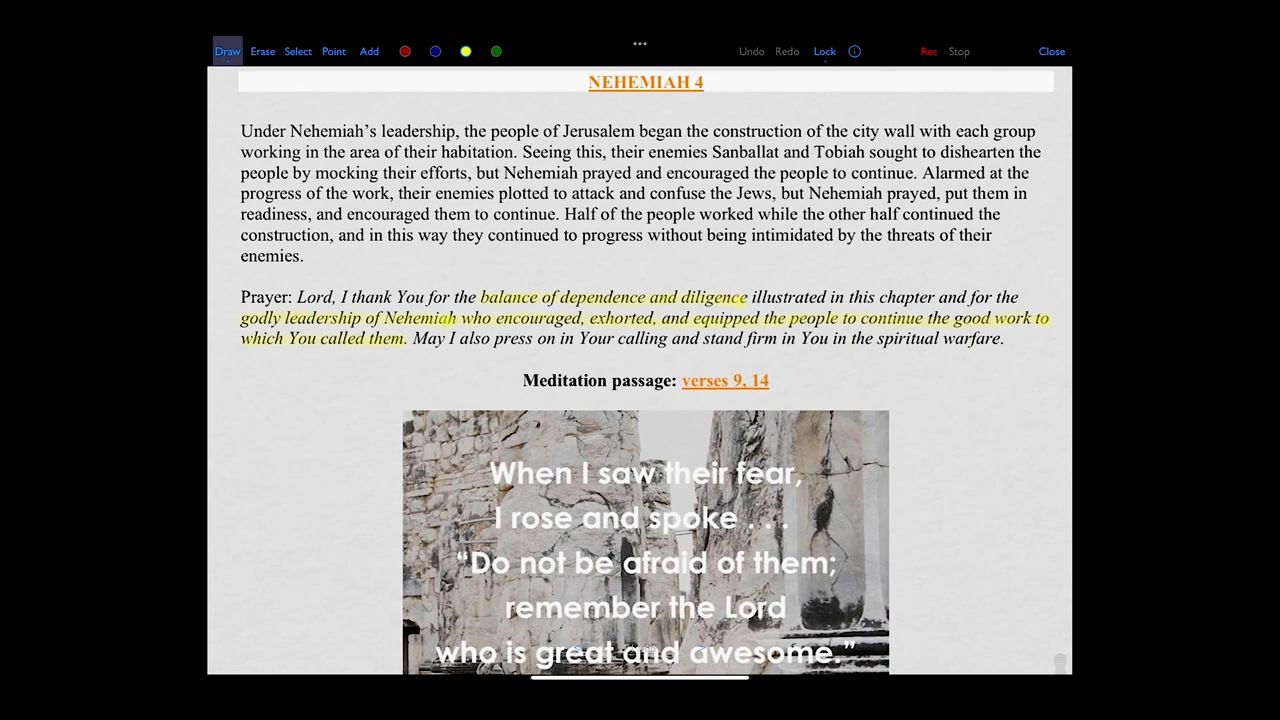 Draw Erase Select Point Add Undo Redo Lock Rec Stop Close
NEHEMIAH 4
Under Nehemiah’s leadership, the people of Jerusalem began the construction of the city wall with each group
working in the area of their habitation. Seeing this, their enemies Sanballat and Tobiah sought to dishearten the
people by mocking their efforts, but Nehemiah prayed and encouraged the people to continue. Alarmed at the
progress of the work, their enemies plotted to attack and confuse the Jews, but Nehemiah prayed, put them in
readiness, and encouraged them to continue. Half of the people worked while the other half continued the
construction, and in this way they continued to progress without being intimidated by the threats of their
enemies.
Prayer: Lord, I thank You for the balance of dependence and diligence illustrated in this chapter and for the
godly leadership of Nehemiah who encouraged, exhorted, and equipped the people to continue the good work to
which You called them. May I also press on in Your calling and stand firm in You in the spiritual warfare.
Meditation passage: verses 9, 14
When I saw their fear,
I rose and spoke . . .
“Do not be afraid of them;
remember the Lord
who is great and awesome.”